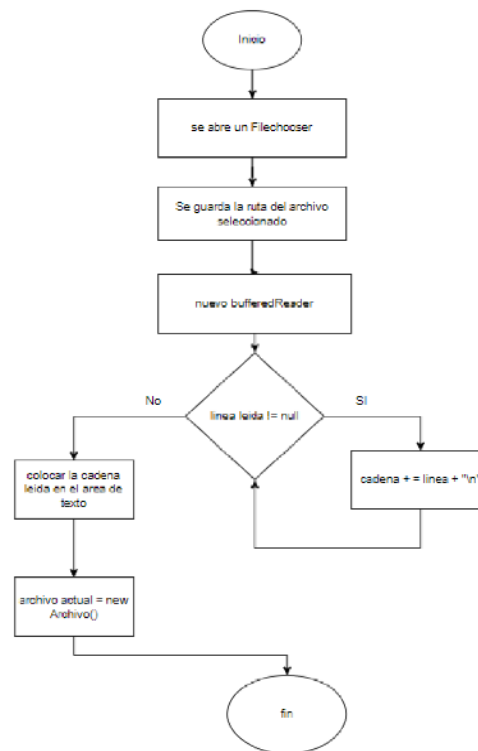 Inicio
se abre un Filechooser
Se guarda la ruta del archivo
seleccionado
nuevo bufferedReader
linea leida != null
No
SI
colocar la cadena
leida en el area de
texto
cadena + = linea + "\n"
archivo actual = new
Archivo()
fin